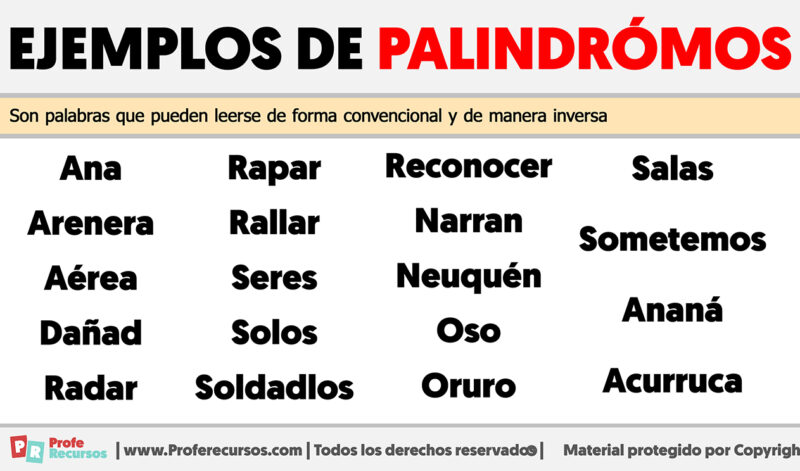 EJEMPLOS DE PALINDRÓMOS
Son palabras que pueden leerse de forma convencional y de manera inversa
Ana
Arenera
Aérea
Dañad
Radar
Rapar
Rallar
Seres
Solos
Soldadlos
Reconocer
Narran
Neuquén
Oso
Oruro
Salas
Sometemos
Ananá
Acurruca
PR Profe
Recursos
| www.Proferecursos.com | Todos los derechos reservado © | Material protegido por Copyrigh